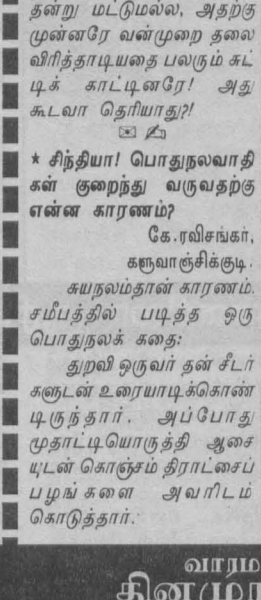 தன்று மட்டுமல்ல, அதற்கு
முன்னரே வன்முறை தலை
விரித்தாடியதை பலரும் சுட்
டிக் காட்டினரே! அது
கூடவா தெரியாது?!
★ சிந்தியா! பொதுநலவாதி
கள் குறைந்து வருவதற்கு
என்ன காரணம்?
கே.ரவிசங்கர்,
களுவாஞ்சிக்குடி.
சுயநலம்தான் காரணம்.
சமீபத்தில் படித்த ஒரு
பொதுநலக் கதை:
துறவி ஒருவர் தன் சீடர்
களுடன் உரையாடிக்கொண்
டிருந்தார். அப்போது
முதாட்டியொருத்தி ஆசை
யுடன் கொஞ்சம் திராட்சைப்
பழங்களை அவரிடம்
கொடுத்தார்.
வாரம
தினமுர